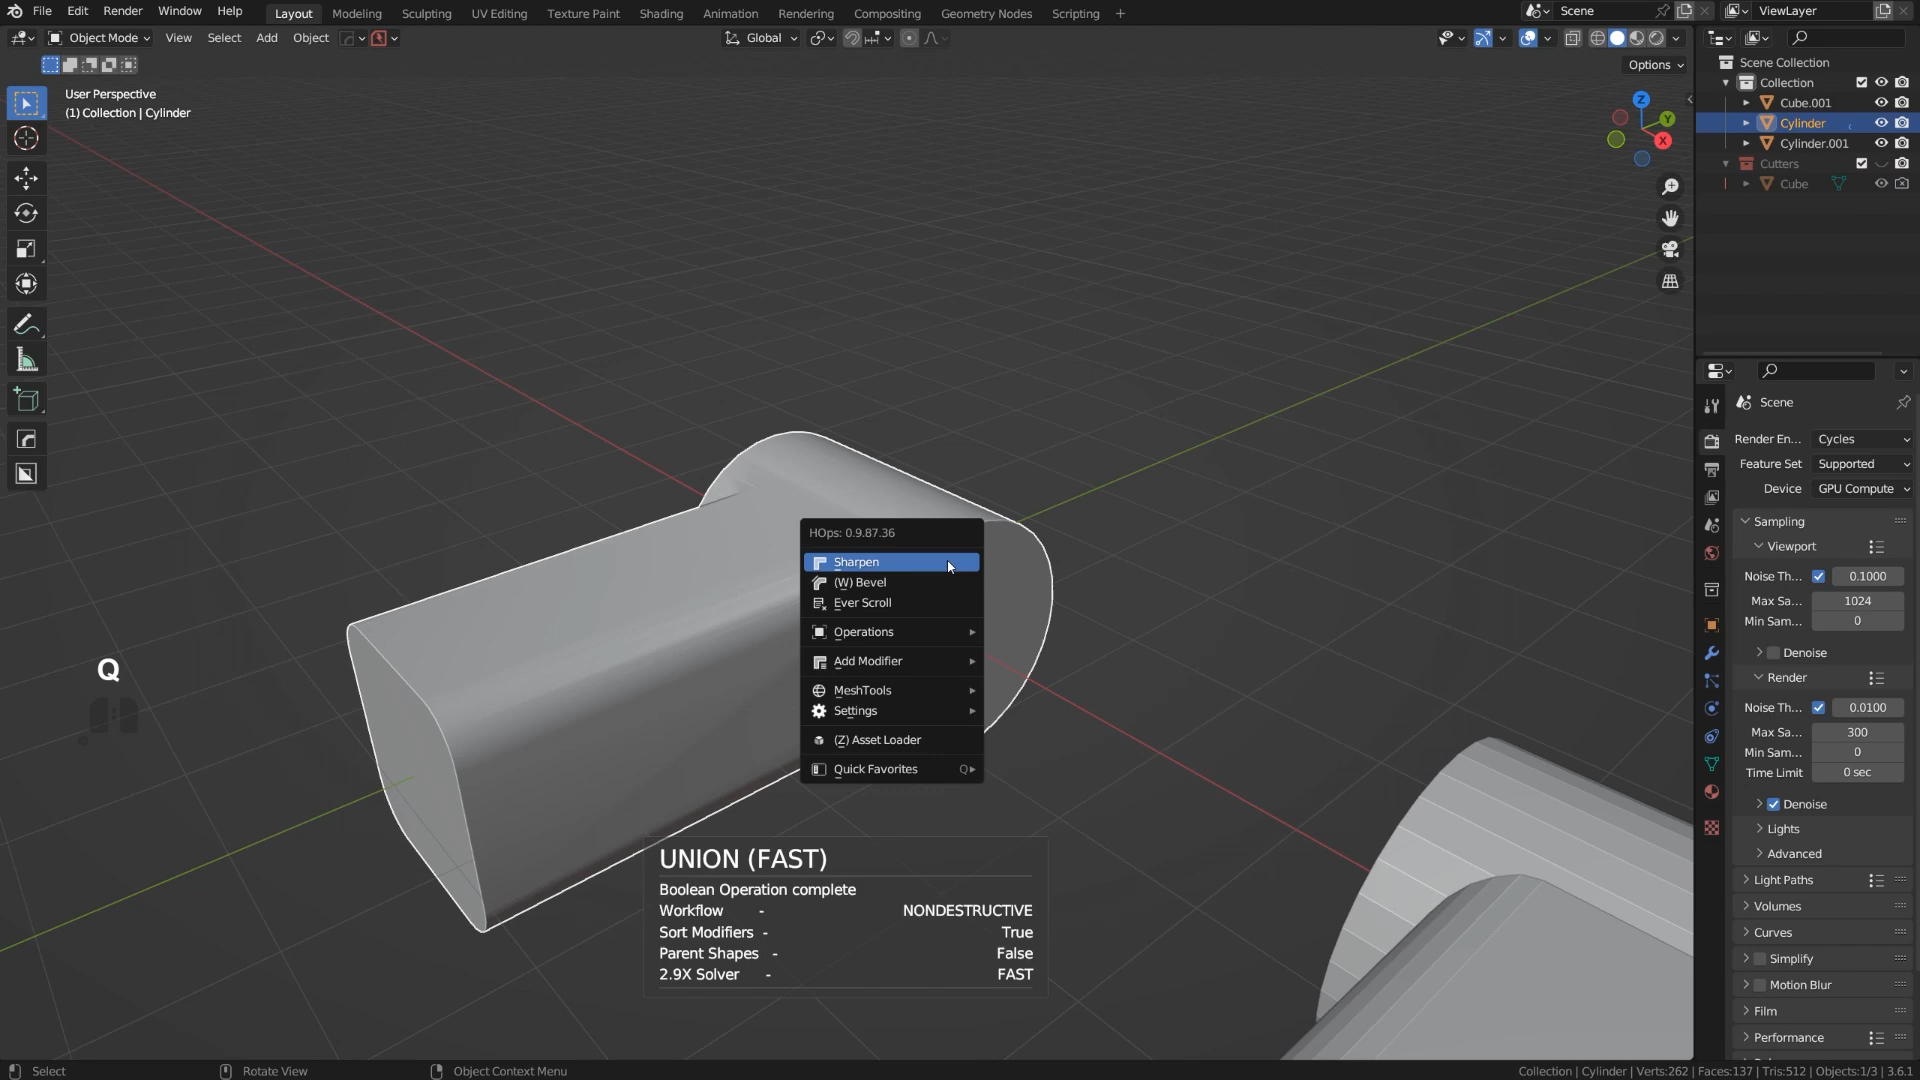 File Edit Render Window Help
Layout Modeling Sculpting UV Editing Texture Paint Shading Animation Rendering Compositing Geometry Nodes Scripting +
Scene
ViewLayer
Object Mode View Select Add Object
Global
Options
User Perspective
(1) Collection | Cylinder
Z
Y
X
Scene Collection
Collection
Cube.001
Cylinder
Cylinder.001
Cutters
Cube
Scene
Render En... Cycles
Feature Set Supported
Device GPU Compute
Sampling
Viewport
Noise Th... 0.1000
Max Sa... 1024
Min Sam... 0
Denoise
Render
Noise Th... 0.0100
Max Sa... 300
Min Sam... 0
Time Limit 0 sec
Denoise
Lights
Advanced
Light Paths
Volumes
Curves
Simplify
Motion Blur
Film
Performance
Q
HOps: 0.9.87.36
Sharpen
(W) Bevel
Ever Scroll
Operations
Add Modifier
MeshTools
Settings
(Z) Asset Loader
Quick Favorites Q
UNION (FAST)
Boolean Operation complete
Workflow - NONDESTRUCTIVE
Sort Modifiers - True
Parent Shapes - False
2.9X Solver - FAST
Select Rotate View Object Context Menu
Collection | Cylinder | Verts:262 | Faces:137 | Tris:512 | Objects:1/3 | 3.6.1